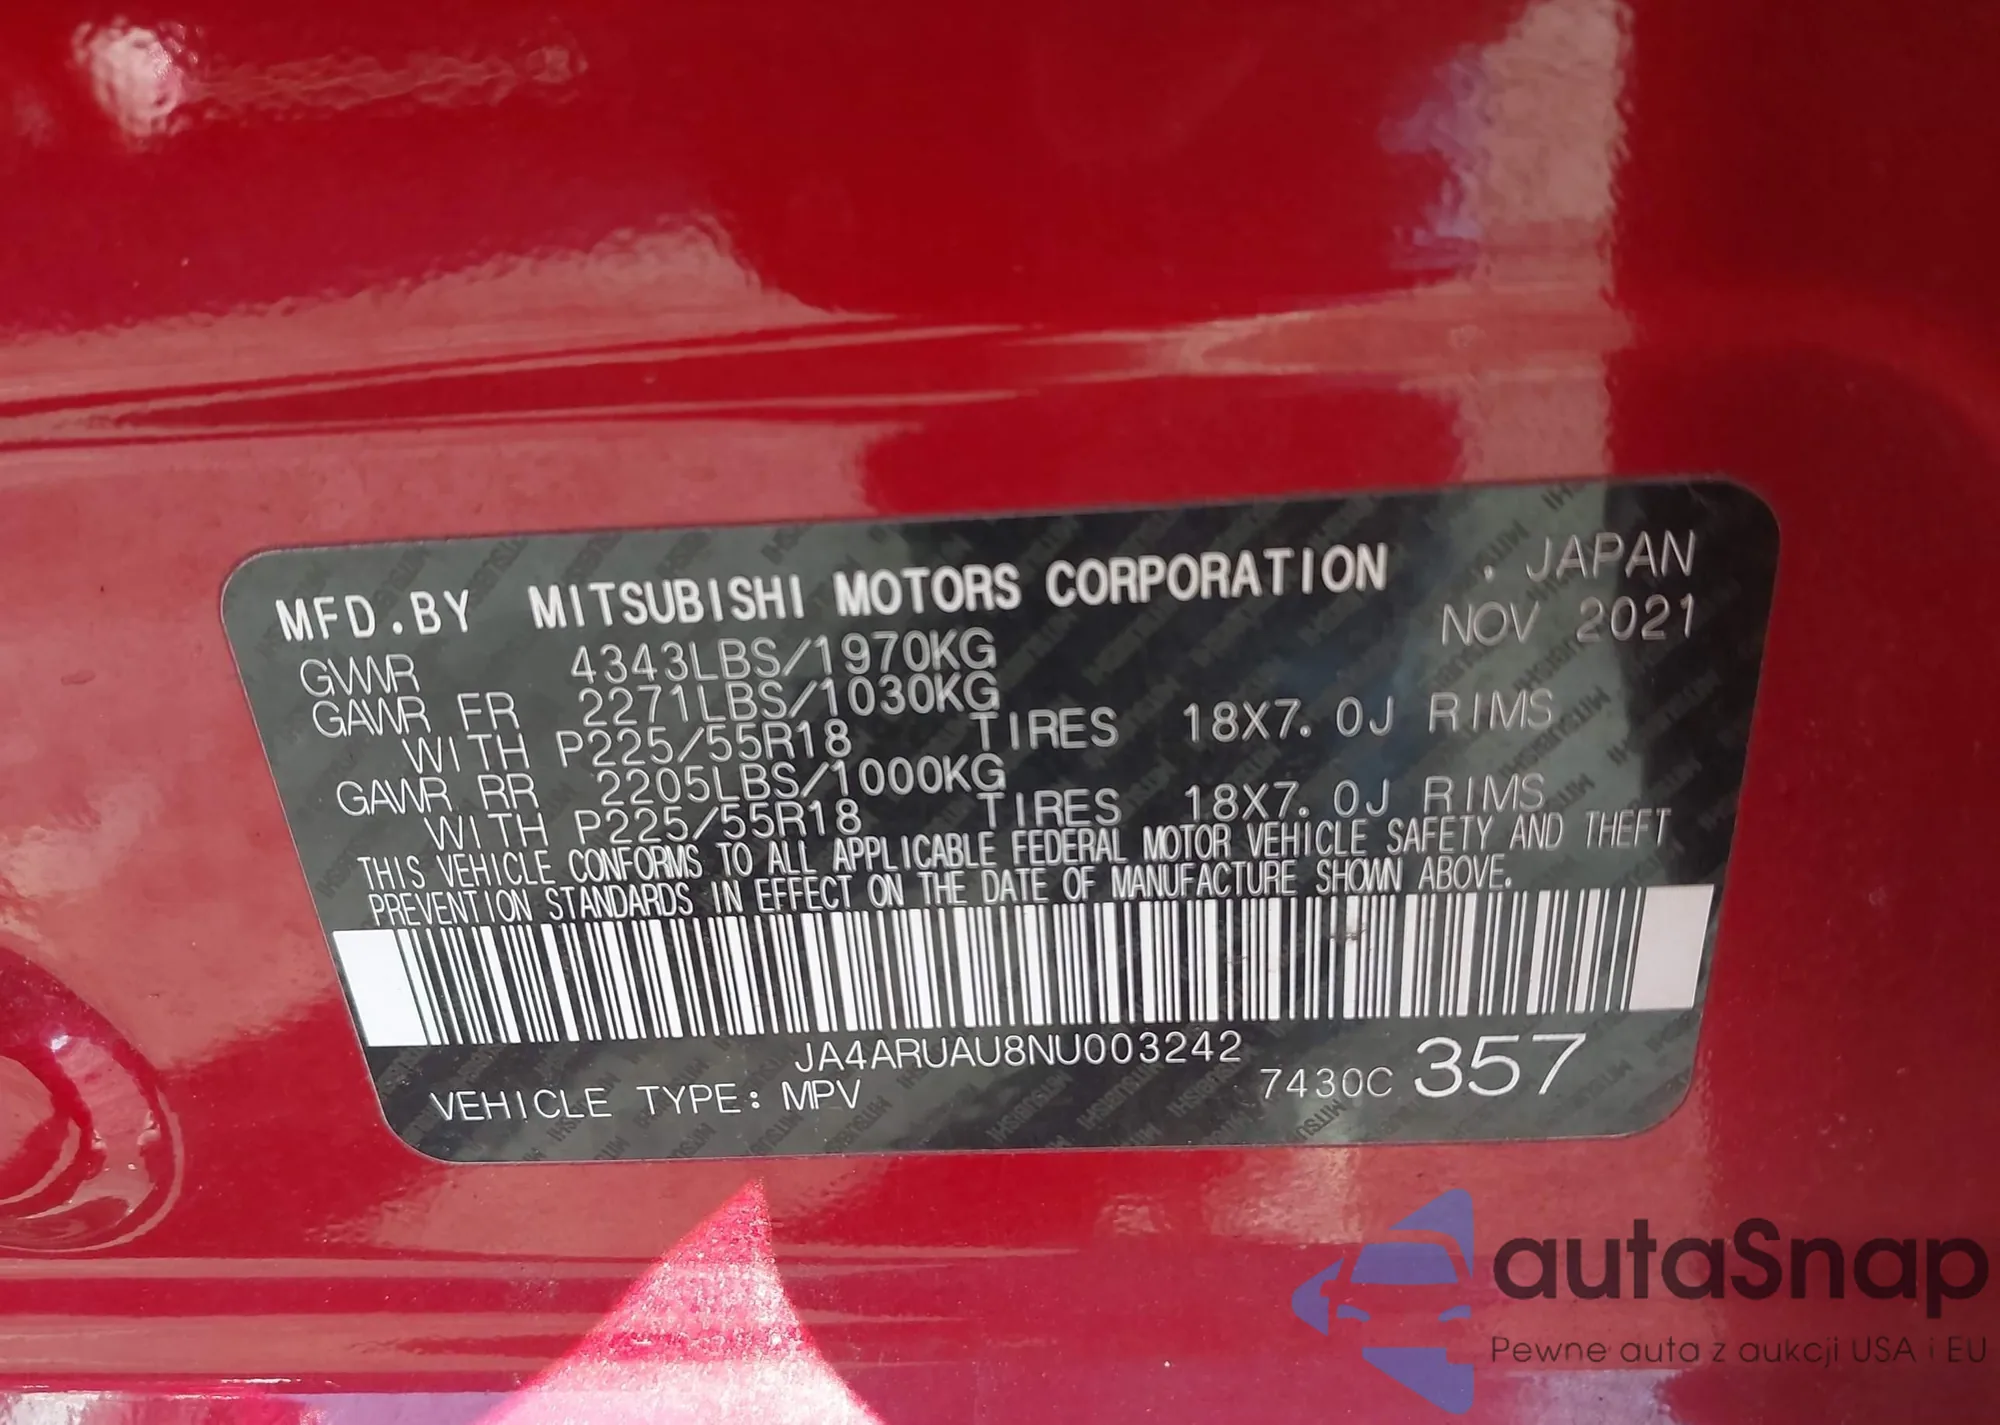 MFD.BY MITSUBISHI MOTORS CORPORATION . JAPAN
NOV 2021
GVWR 4343LBS/1970KG
GAWR FR 2271LBS/1030KG
WITH P225/55R18 TIRES 18X7.0J RIMS
GAWR RR 2205LBS/1000KG
WITH P225/55R18 TIRES 18X7.0J RIMS
THIS VEHICLE CONFORMS TO ALL APPLICABLE FEDERAL MOTOR VEHICLE SAFETY AND THEFT
PREVENTION STANDARDS IN EFFECT ON THE DATE OF MANUFACTURE SHOWN ABOVE.
JA4ARUAU8NU003242
VEHICLE TYPE: MPV 7430C 357
autaSnap
Pewne auta z aukcji USA i EU